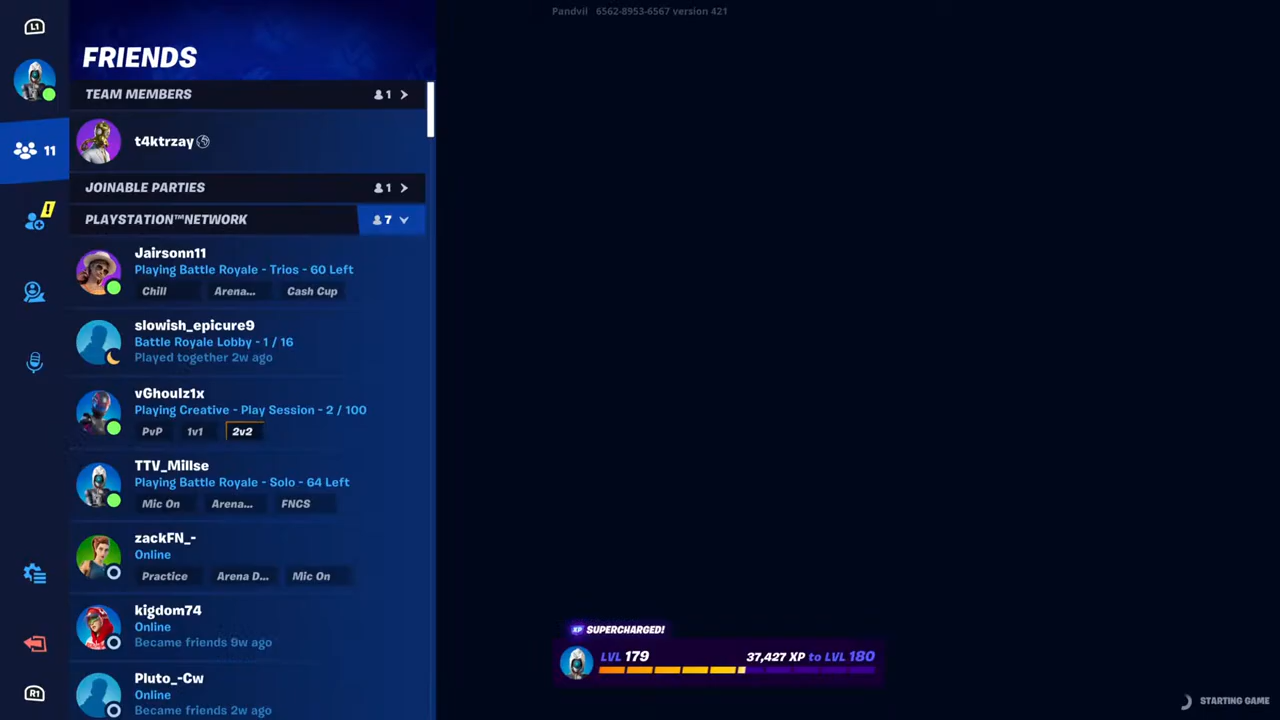 Pandvil 6562-8953-6567 version 421
L1
FRIENDS
TEAM MEMBERS 1
t4ktrzay
11
JOINABLE PARTIES 1
PLAYSTATION™NETWORK 7
Jairsonn11
Playing Battle Royale - Trios - 60 Left
Chill Arena... Cash Cup
slowish_epicure9
Battle Royale Lobby - 1 / 16
Played together 2w ago
vGhoulz1x
Playing Creative - Play Session - 2 / 100
PvP 1v1 2v2
TTV_Millse
Playing Battle Royale - Solo - 64 Left
Mic On Arena... FNCS
zackFN_-
Online
Practice Arena D... Mic On
kigdom74
Online
Became friends 9w ago
Pluto_-Cw
Online
Became friends 2w ago
R1
XP SUPERCHARGED!
LVL 179 37,427 XP to LVL 180
STARTING GAME